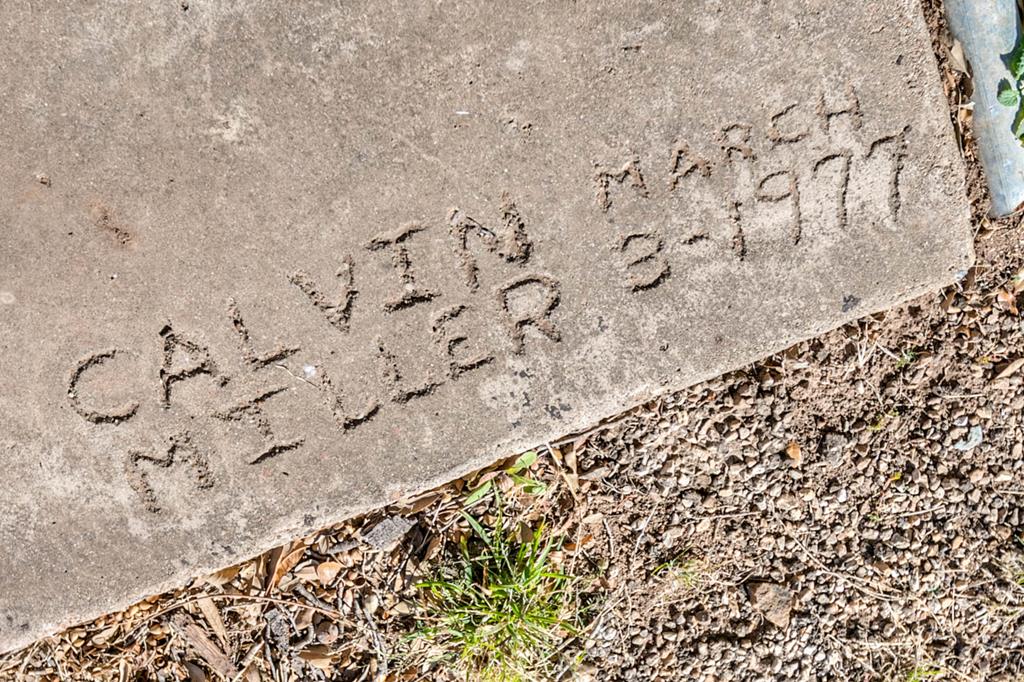 CALVIN
MILLER
MARCH
3-1977